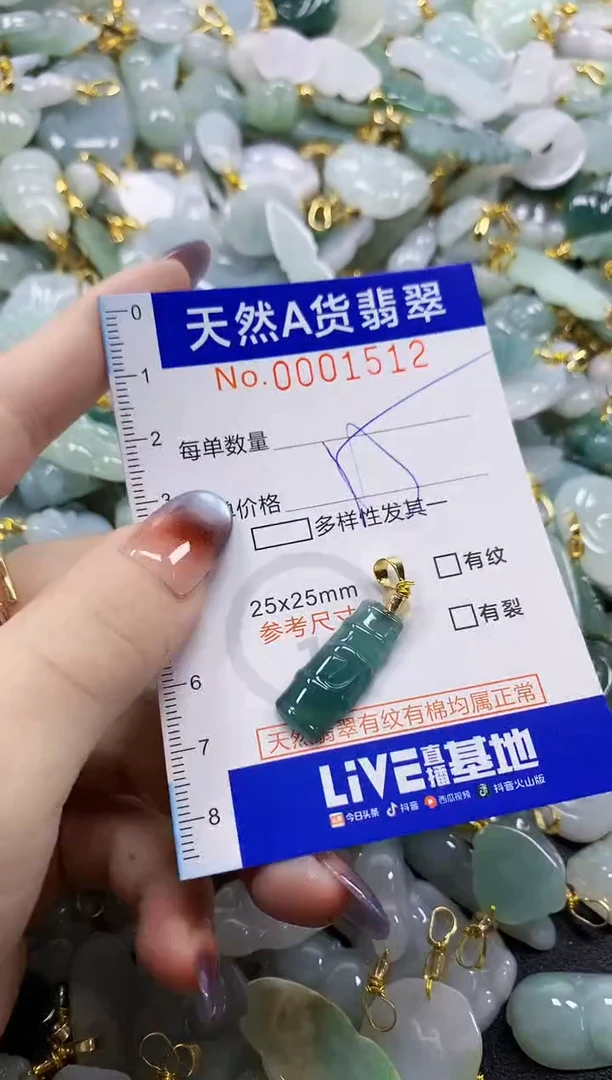 0
天然A货翡翠
No.0001512
1
2
每单数量
3
价格
多样性发其一
25x25mm
参考尺寸
有纹
有裂
6
天然翡翠有纹有棉均属正常
7
LiVE直播基地
8
今日头条 抖音 西瓜视频 抖音火山版